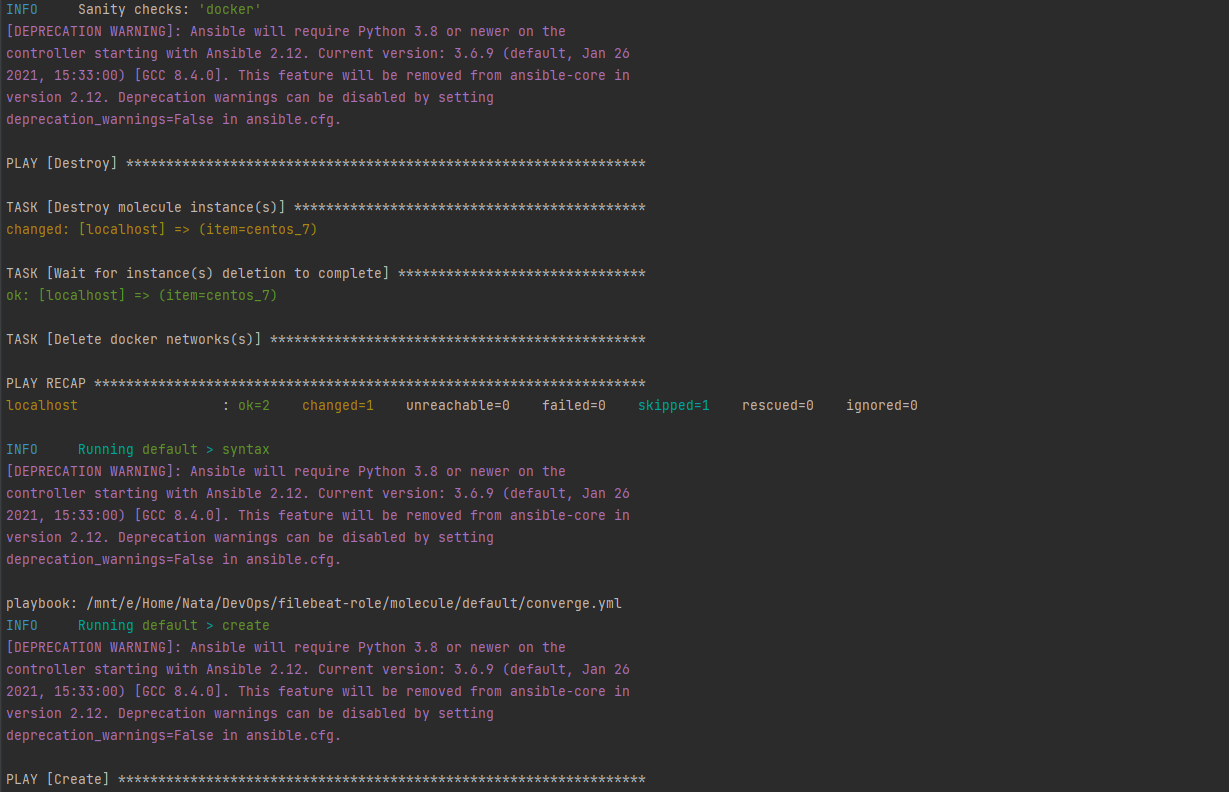 INFO     Sanity checks: 'docker'
[DEPRECATION WARNING]: Ansible will require Python 3.8 or newer on the
controller starting with Ansible 2.12. Current version: 3.6.9 (default, Jan 26
2021, 15:33:00) [GCC 8.4.0]. This feature will be removed from ansible-core in
version 2.12. Deprecation warnings can be disabled by setting
deprecation_warnings=False in ansible.cfg.
PLAY [Destroy] *****************************************************************
TASK [Destroy molecule instance(s)] ********************************************
changed: [localhost] => (item=centos_7)
TASK [Wait for instance(s) deletion to complete] *******************************
ok: [localhost] => (item=centos_7)
TASK [Delete docker networks(s)] ***********************************************
PLAY RECAP *********************************************************************
localhost                  : ok=2    changed=1    unreachable=0    failed=0    skipped=1    rescued=0    ignored=0
INFO     Running default > syntax
[DEPRECATION WARNING]: Ansible will require Python 3.8 or newer on the
controller starting with Ansible 2.12. Current version: 3.6.9 (default, Jan 26
2021, 15:33:00) [GCC 8.4.0]. This feature will be removed from ansible-core in
version 2.12. Deprecation warnings can be disabled by setting
deprecation_warnings=False in ansible.cfg.
playbook: /mnt/e/Home/Nata/DevOps/filebeat-role/molecule/default/converge.yml
INFO     Running default > create
[DEPRECATION WARNING]: Ansible will require Python 3.8 or newer on the
controller starting with Ansible 2.12. Current version: 3.6.9 (default, Jan 26
2021, 15:33:00) [GCC 8.4.0]. This feature will be removed from ansible-core in
version 2.12. Deprecation warnings can be disabled by setting
deprecation_warnings=False in ansible.cfg.
PLAY [Create] ******************************************************************